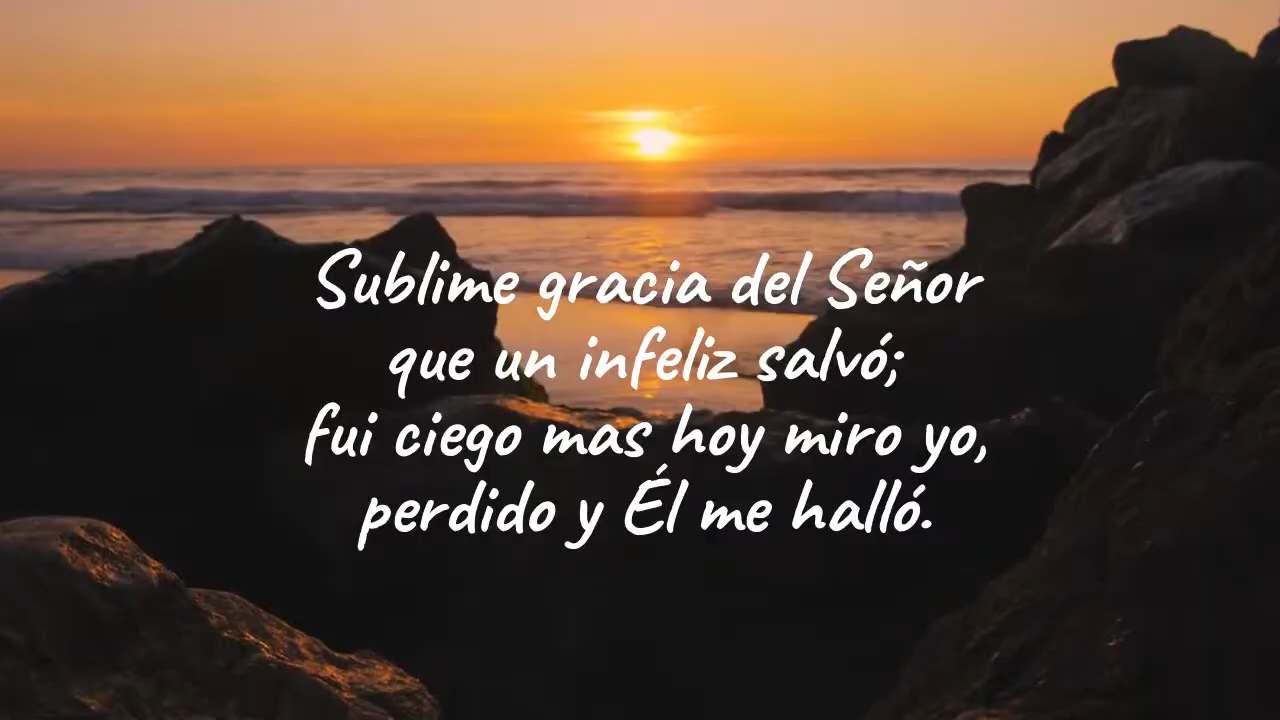 Sublime gracia del Señor
que un infeliz salvó;
fui ciego mas hoy miro yo,
perdido y Él me halló.